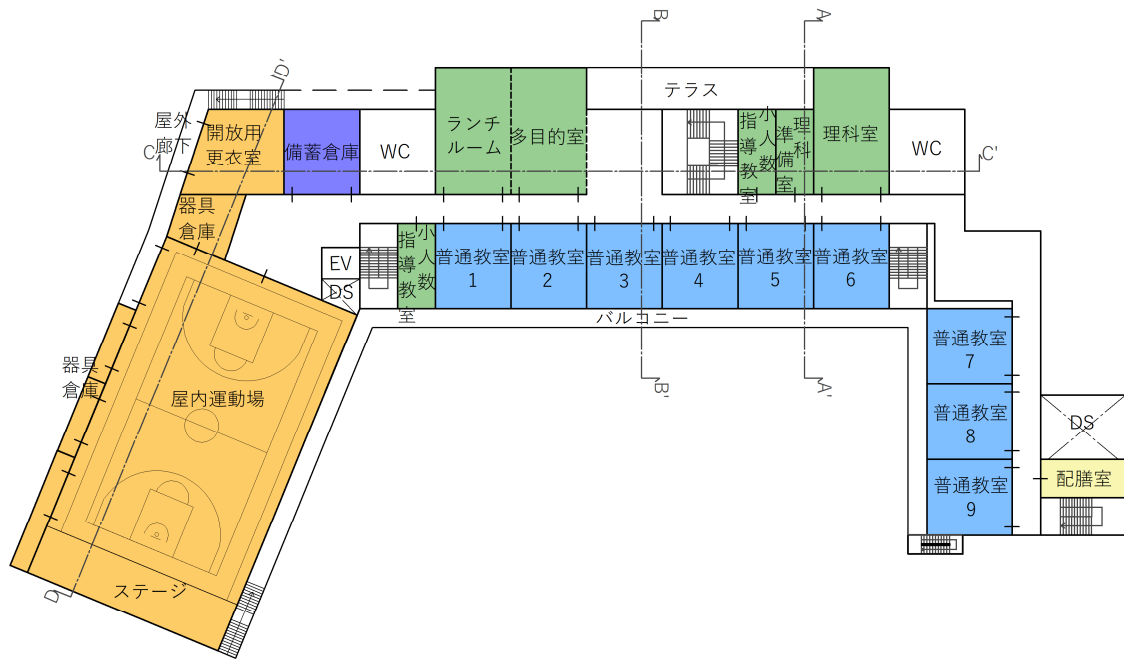 B
A
D'
テラス
屋外
廊下
開放用
更衣室
備蓄倉庫
WC
ランチ
ルーム
多目的室
小人数
指導教室
理科
準備室
理科室
WC
C
C'
器具
倉庫
EV
DS
小人数
指導教室
普通教室
1
普通教室
2
普通教室
3
普通教室
4
普通教室
5
普通教室
6
バルコニー
普通教室
7
器具
倉庫
B'
A'
屋内運動場
普通教室
8
DS
普通教室
9
配膳室
ステージ
D